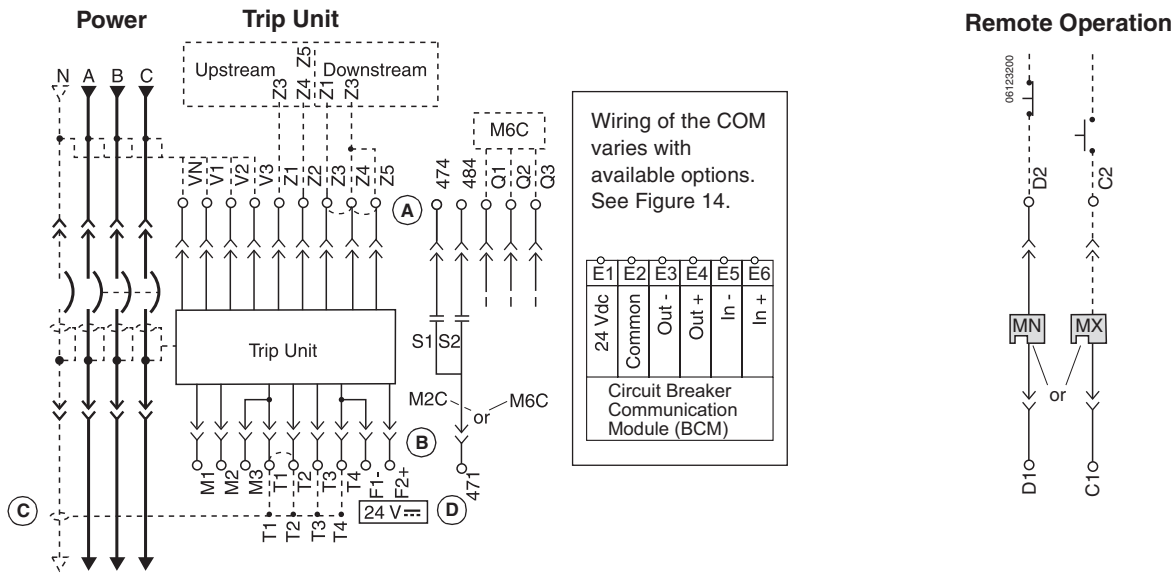 Power
Trip Unit
Remote Operation
N A B C
Upstream
Z3
Z4
Z5
Downstream
Z1
Z3
VN
V1
V2
V3
Z1
Z2
Z3
Z4
Z5
A
M6C
474
484
Q1
Q2
Q3
Wiring of the COM
varies with
available options.
See Figure 14.
E1 E2 E3 E4 E5 E6
24 Vdc
Common
Out -
Out +
In -
In +
Circuit Breaker
Communication
Module (BCM)
06123200
D2
C2
MN
MX
or
D1
C1
Trip Unit
S1 S2
M2C
or
M6C
B
M1
M2
M3
T1
T2
T3
T4
F1-
F2+
24 V
D
471
C
T1
T2
T3
T4